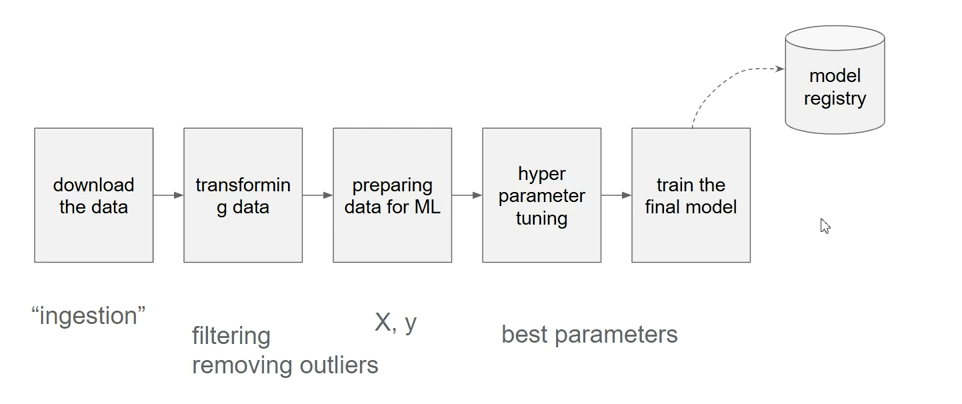 model
registry
download
the data
transformin
g data
preparing
data for ML
hyper
parameter
tuning
train the
final model
“ingestion”
filtering
removing outliers
X, y
best parameters